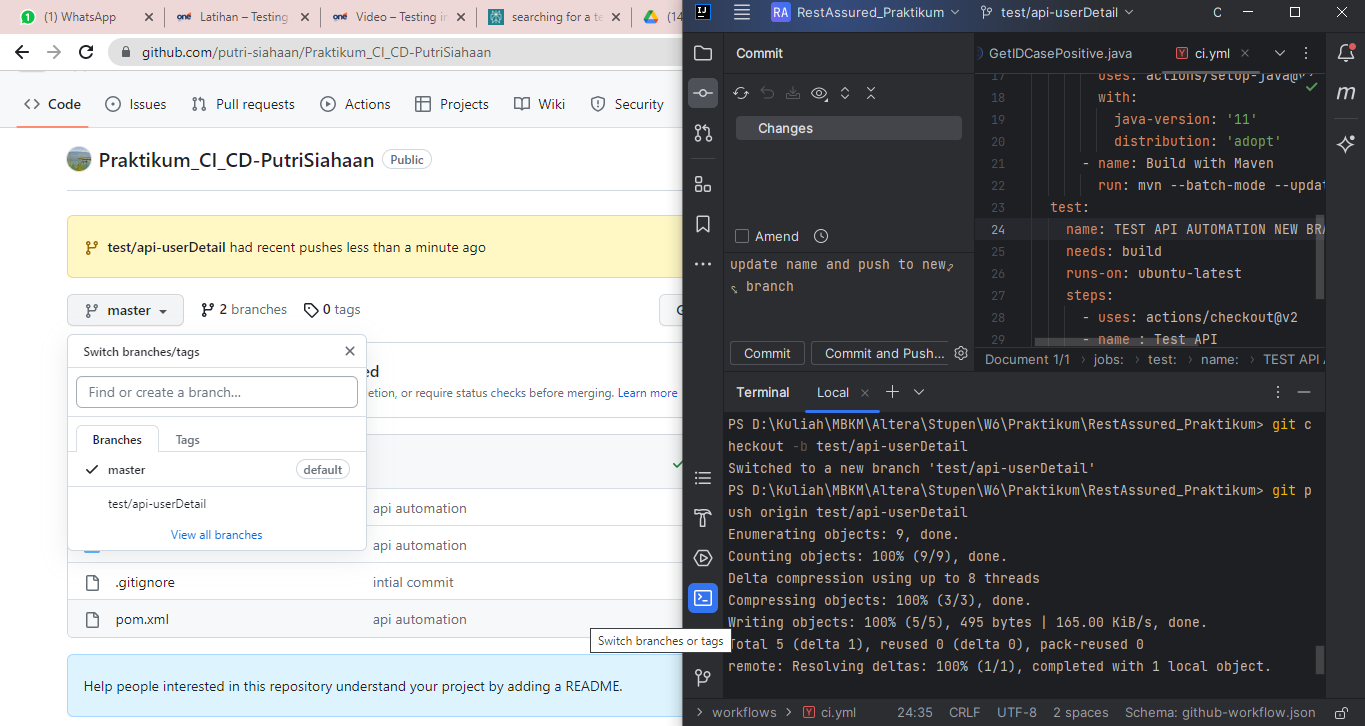 (1) WhatsApp
one Latihan – Testing
one Video – Testing in
searching for a te
(14
github.com/putri-siahaan/Praktikum_CI_CD-PutriSiahaan
Code
Issues
Pull requests
Actions
Projects
Wiki
Security
Praktikum_CI_CD-PutriSiahaan Public
test/api-userDetail had recent pushes less than a minute ago
master
2 branches
0 tags
Switch branches/tags
Find or create a branch...
Branches
Tags
master default
test/api-userDetail
View all branches
ed
etion, or require status checks before merging. Learn more
api automation
api automation
.gitignore intial commit
pom.xml api automation
Switch branches or tags
Help people interested in this repository understand your project by adding a README.
IJ
RA RestAssured_Praktikum
test/api-userDetail
C
Commit
Changes
Amend
update name and push to new
branch
Commit
Commit and Push...
GetIDCasePositive.java
ci.yml
17 uses: actions/setup-java@v2
18 with:
19 java-version: '11'
20 distribution: 'adopt'
21 - name: Build with Maven
22 run: mvn --batch-mode --updat
23 test:
24 name: TEST API AUTOMATION NEW BRA
25 needs: build
26 runs-on: ubuntu-latest
27 steps:
28 - uses: actions/checkout@v2
29 - name : Test API
Document 1/1 › jobs: › test: › name: › TEST API A
m
Terminal
Local
PS D:\Kuliah\MBKM\Altera\Stupen\W6\Praktikum\RestAssured_Praktikum> git c
heckout -b test/api-userDetail
Switched to a new branch 'test/api-userDetail'
PS D:\Kuliah\MBKM\Altera\Stupen\W6\Praktikum\RestAssured_Praktikum> git p
ush origin test/api-userDetail
Enumerating objects: 9, done.
Counting objects: 100% (9/9), done.
Delta compression using up to 8 threads
Compressing objects: 100% (3/3), done.
Writing objects: 100% (5/5), 495 bytes | 165.00 KiB/s, done.
Total 5 (delta 1), reused 0 (delta 0), pack-reused 0
remote: Resolving deltas: 100% (1/1), completed with 1 local object.
› workflows › ci.yml
24:35
CRLF
UTF-8
2 spaces
Schema: github-workflow.json